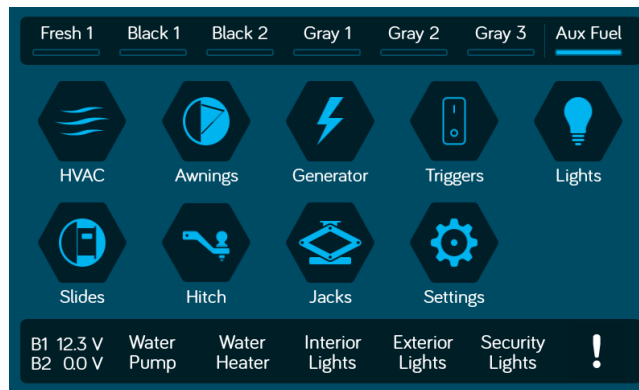 Fresh 1 Black 1 Black 2 Gray 1 Gray 2 Gray 3 Aux Fuel
HVAC Awnings Generator Triggers Lights
Slides Hitch Jacks Settings
B1 12.3 V Water Water Interior Exterior Security !
B2 0.0 V Pump Heater Lights Lights Lights